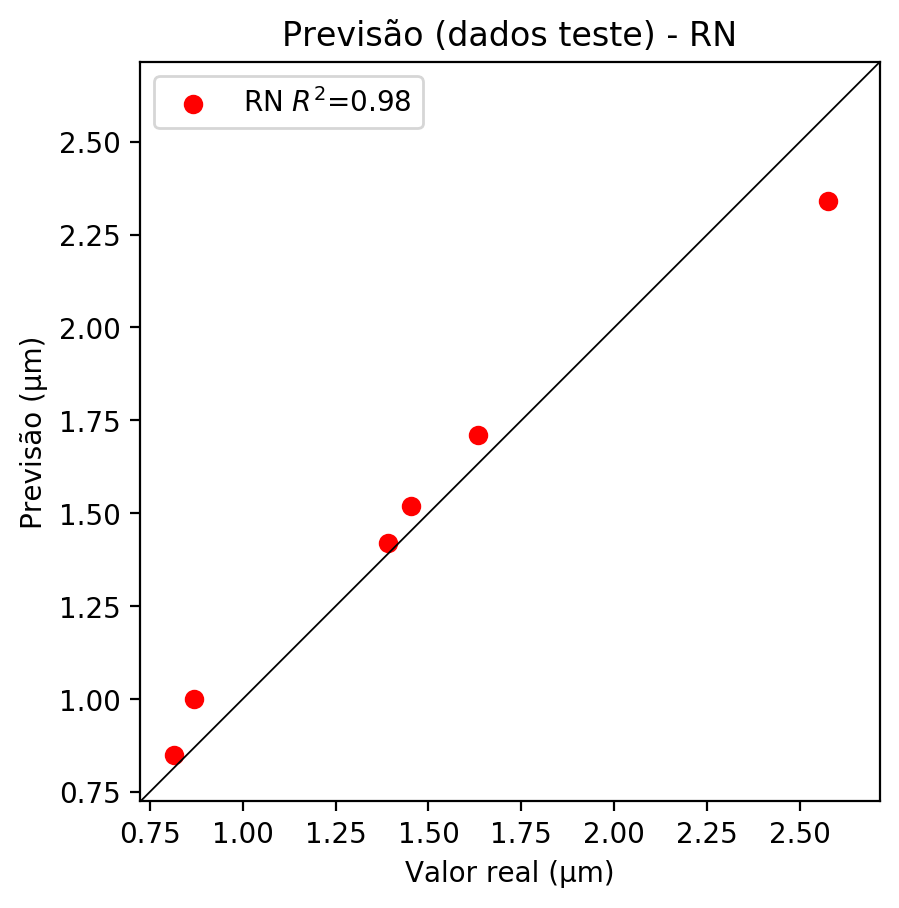 Previsão (dados teste) - RN
RN R²=0.98
2.50
2.25
2.00
1.75
1.50
1.25
1.00
0.75
Previsão (µm)
0.75 1.00 1.25 1.50 1.75 2.00 2.25 2.50
Valor real (µm)